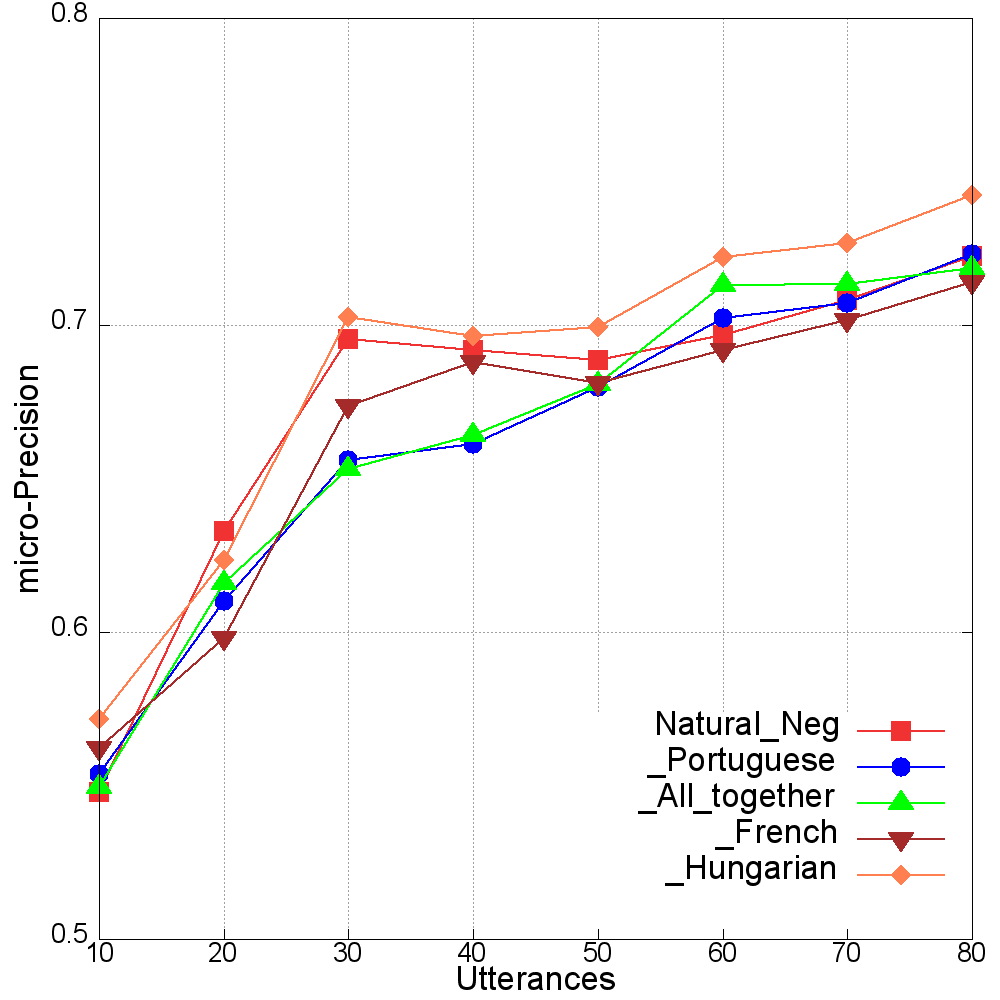 0.8
0.7
0.6
0.5
micro-Precision
Natural_Neg
_Portuguese
_All_together
_French
_Hungarian
10 20 30 40 50 60 70 80
Utterances